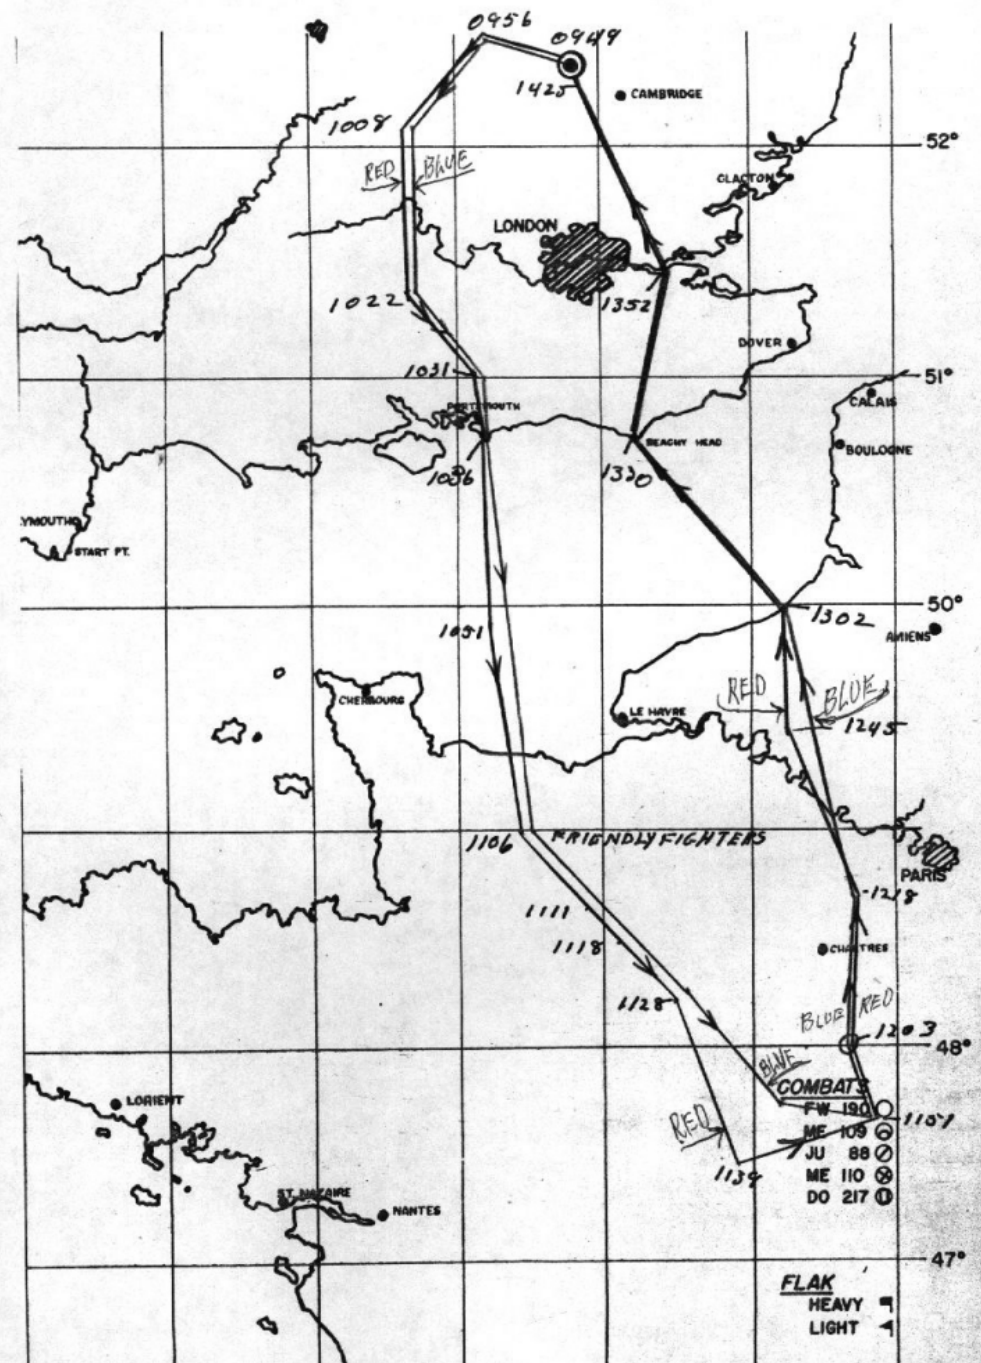 0956
0949
1425
CAMBRIDGE
1008
52°
RED
BLUE
CLACTON
LONDON
1022
1352
DOVER
1031
51°
CALAIS
PORTSMOUTH
BEACHY HEAD
BOULOGNE
1036
1320
YMOUTH
START PT.
50°
1302
AMIENS
1051
RED
BLUE
CHERBOURG
LE HAVRE
1245
1106
FRIENDLY FIGHTERS
PARIS
1218
1111
1118
CHARTRES
1128
BLUE
RED
1203
48°
BLUE
COMBATS
LORIENT
FW 190
RED
ME 109
JU 88
1139
ME 110
ST. NAZAIRE
DO 217
NANTES
47°
FLAK
HEAVY
LIGHT